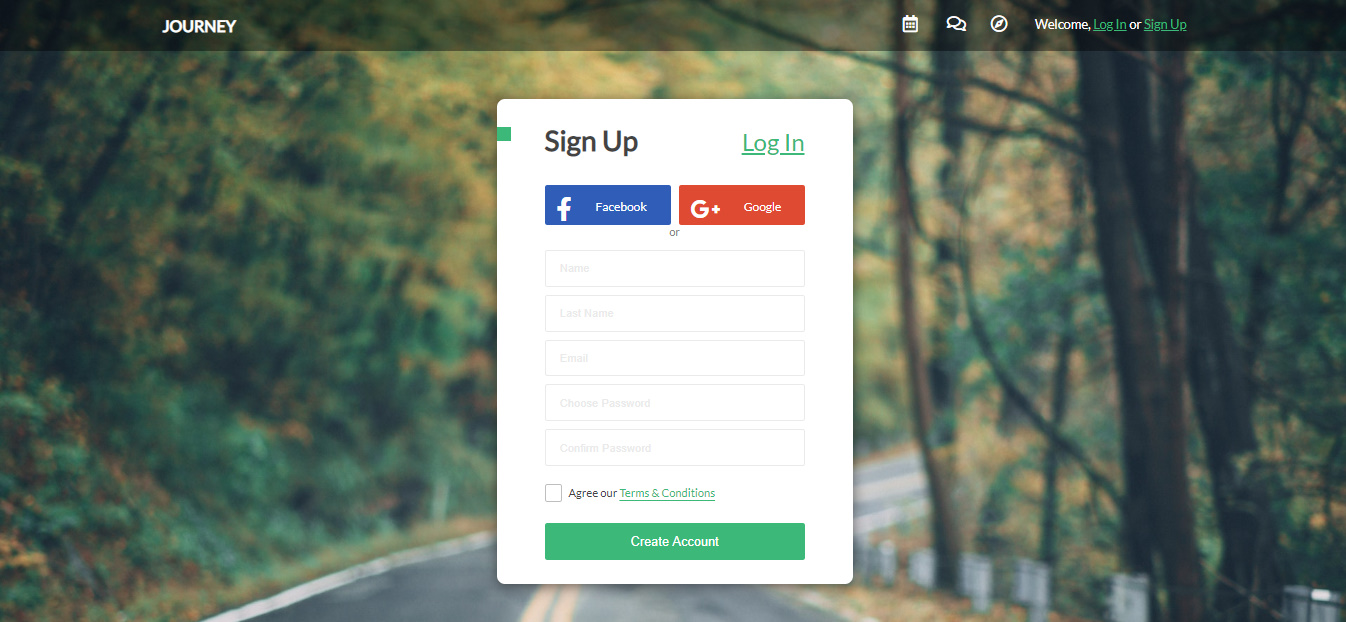 JOURNEY
Welcome, Log In or Sign Up
Sign Up
Log In
Facebook
Google
or
Name
Last Name
Email
Choose Password
Confirm Password
Agree our Terms & Conditions
Create Account